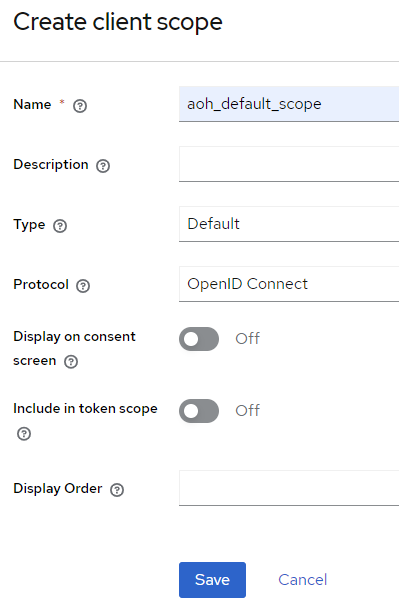 Create client scope
Name *
aoh_default_scope
Description
Type
Default
Protocol
OpenID Connect
Display on consent
screen
Off
Include in token scope
Off
Display Order
Save
Cancel